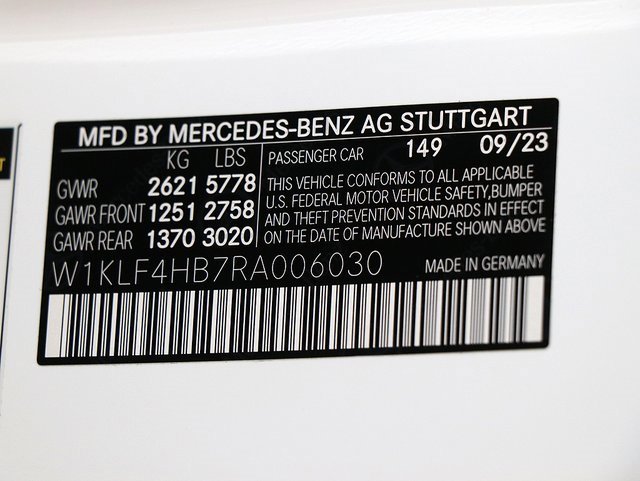 MFD BY MERCEDES-BENZ AG STUTTGART
KG LBS
GVWR 2621 5778
GAWR FRONT 1251 2758
GAWR REAR 1370 3020
PASSENGER CAR 149 09/23
THIS VEHICLE CONFORMS TO ALL APPLICABLE
U.S. FEDERAL MOTOR VEHICLE SAFETY,BUMPER
AND THEFT PREVENTION STANDARDS IN EFFECT
ON THE DATE OF MANUFACTURE SHOWN ABOVE
W1KLF4HB7RA006030 MADE IN GERMANY